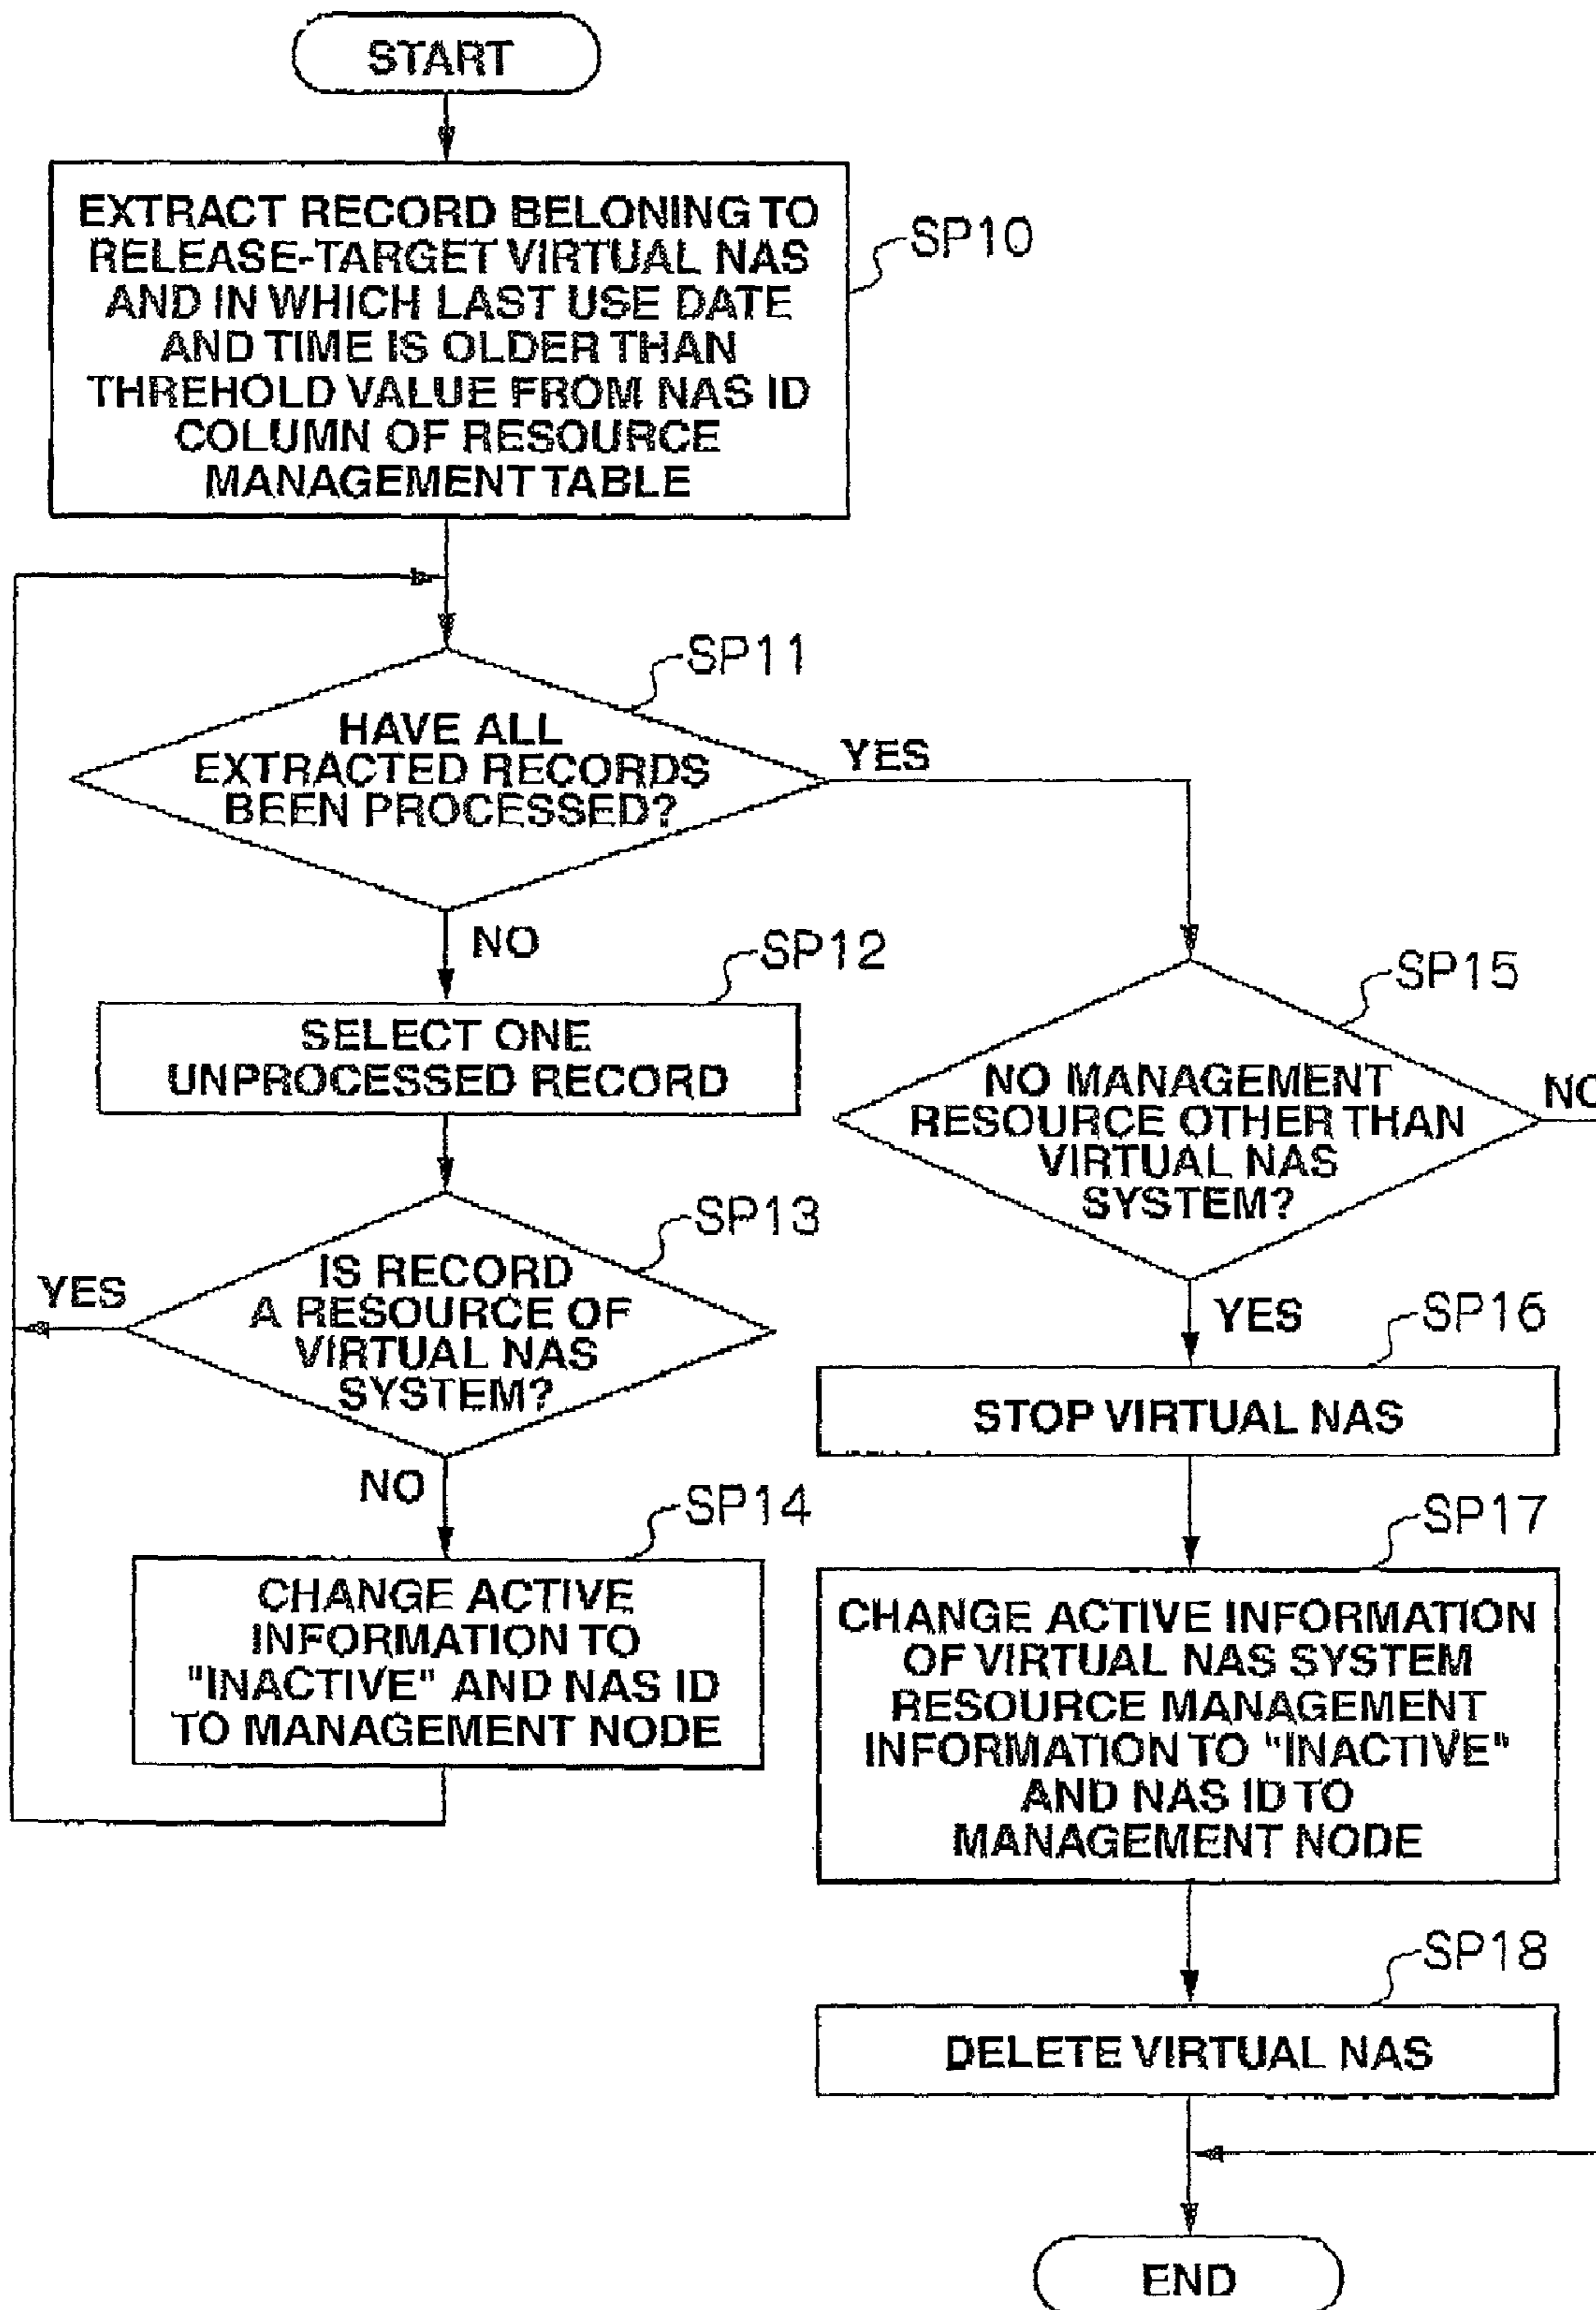 START
EXTRACT RECORD BELONING TO
RELEASE-TARGET VIRTUAL NAS
AND IN WHICH LAST USE DATE
AND TIME IS OLDER THAN
THREHOLD VALUE FROM NAS ID
COLUMN OF RESOURCE
MANAGEMENT TABLE
SP10
SP11
HAVE ALL
EXTRACTED RECORDS
BEEN PROCESSED?
YES
NO
SP12
SELECT ONE
UNPROCESSED RECORD
SP13
IS RECORD
A RESOURCE OF
VIRTUAL NAS
SYSTEM?
YES
NO
SP14
CHANGE ACTIVE
INFORMATION TO
"INACTIVE" AND NAS ID
TO MANAGEMENT NODE
SP15
NO MANAGEMENT
RESOURCE OTHER THAN
VIRTUAL NAS
SYSTEM?
NO
YES
SP16
STOP VIRTUAL NAS
SP17
CHANGE ACTIVE INFORMATION
OF VIRTUAL NAS SYSTEM
RESOURCE MANAGEMENT
INFORMATION TO "INACTIVE"
AND NAS ID TO
MANAGEMENT NODE
SP18
DELETE VIRTUAL NAS
END